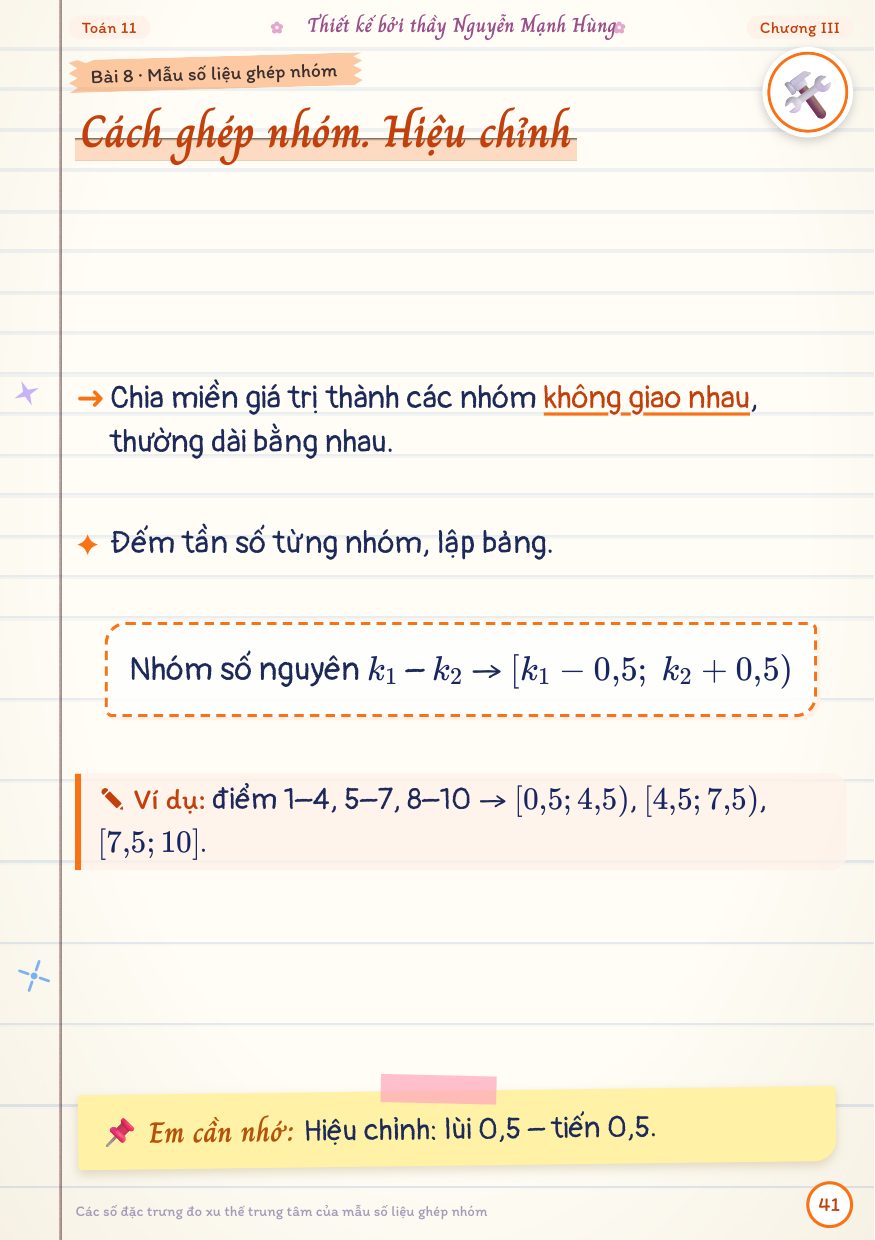 Toán 11
Thiết kế bởi thầy Nguyễn Mạnh Hùng
Chương III
Bài 8 · Mẫu số liệu ghép nhóm
Cách ghép nhóm. Hiệu chỉnh
→ Chia miền giá trị thành các nhóm không giao nhau,
thường dài bằng nhau.
✦ Đếm tần số từng nhóm, lập bảng.
Nhóm số nguyên k₁ – k₂ → [k₁ − 0,5; k₂ + 0,5)
Ví dụ: điểm 1–4, 5–7, 8–10 → [0,5; 4,5), [4,5; 7,5),
[7,5; 10].
Em cần nhớ: Hiệu chỉnh: lùi 0,5 – tiến 0,5.
Các số đặc trưng đo xu thế trung tâm của mẫu số liệu ghép nhóm
41